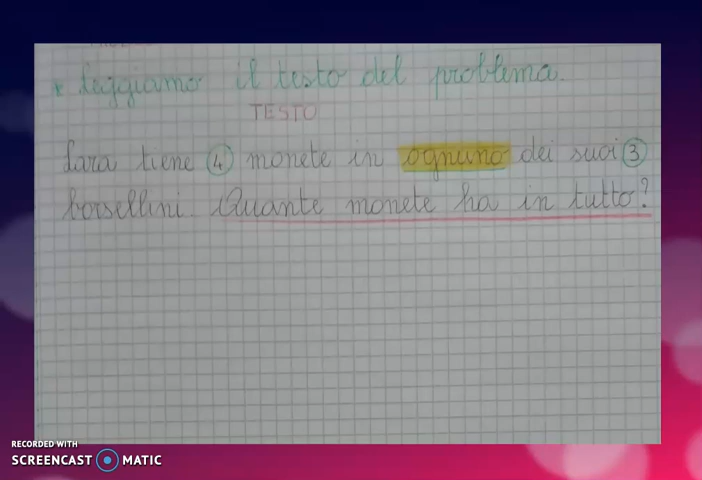 * Leggiamo il testo del problema.
TESTO
Sara tiene 4 monete in ognuno dei suoi 3
borsellini. Quante monete ha in tutto?
RECORDED WITH
SCREENCAST MATIC